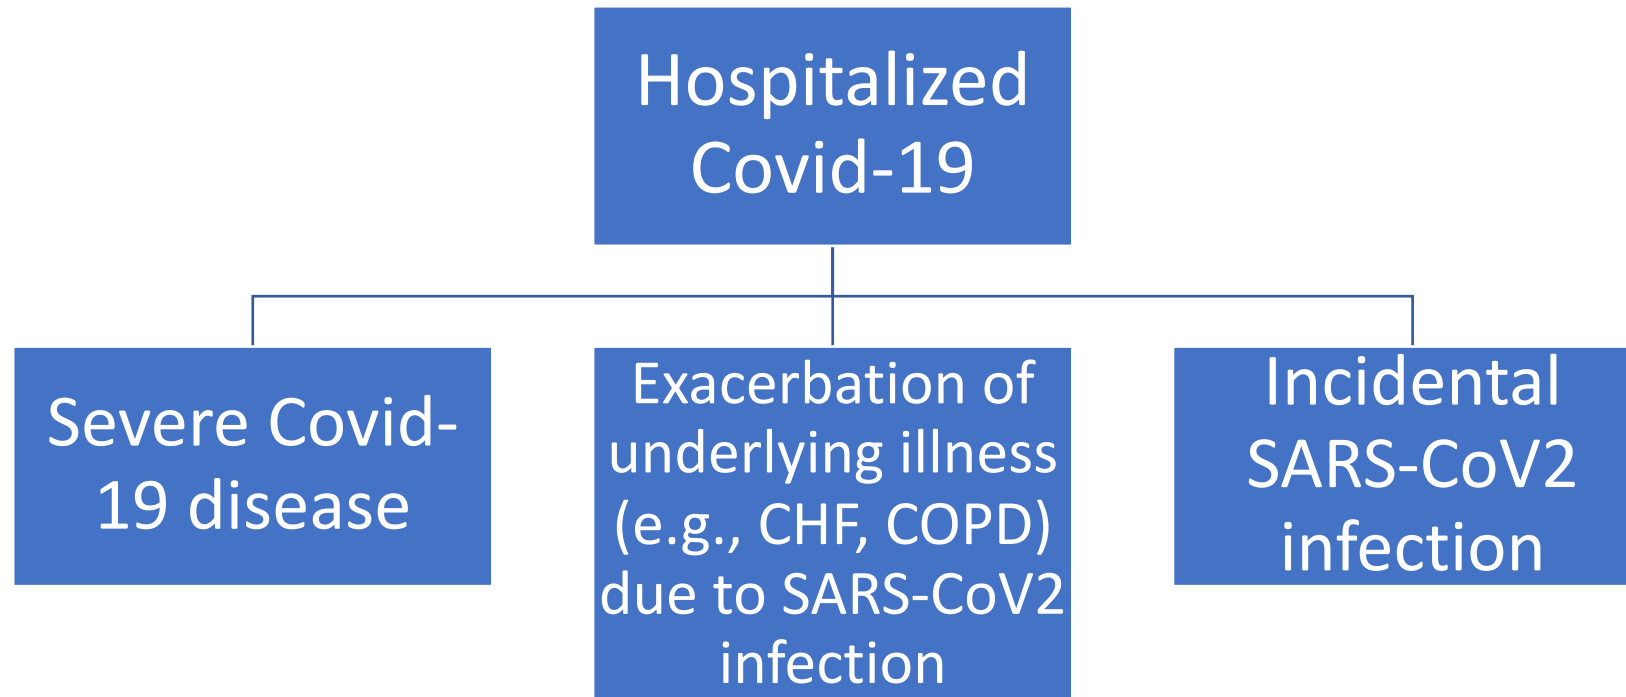 Hospitalized
Covid-19
Severe Covid-
19 disease
Exacerbation of
underlying illness
(e.g., CHF, COPD)
due to SARS-CoV2
infection
Incidental
SARS-CoV2
infection